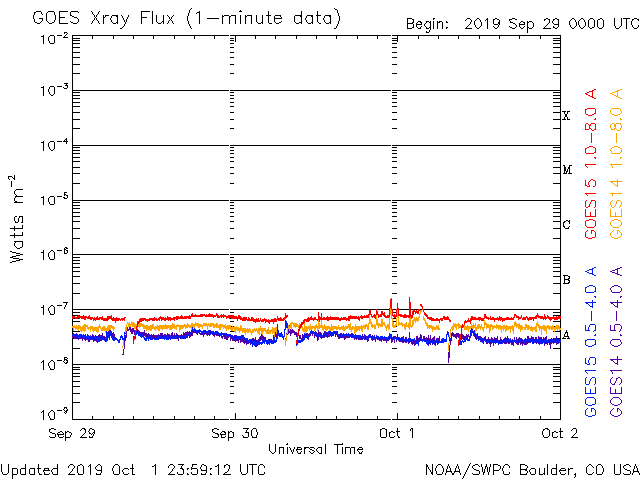 GOES Xray Flux (1-minute data)
Begin: 2019 Sep 29 0000 UTC
10-2
10-3
10-4
10-5
10-6
10-7
10-8
10-9
Watts m-2
X
M
C
B
A
GOES15 1.0-8.0 A
GOES14 1.0-8.0 A
GOES15 0.5-4.0 A
GOES14 0.5-4.0 A
Sep 29
Sep 30
Oct 1
Oct 2
Universal Time
Updated 2019 Oct 1 23:59:12 UTC
NOAA/SWPC Boulder, CO USA